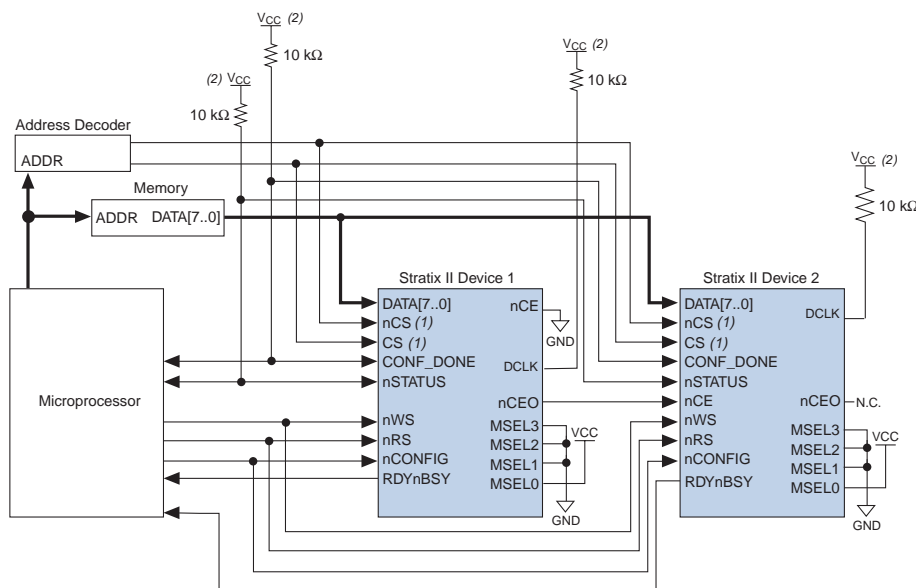 VCC (2)
10 kΩ
(2) VCC
10 kΩ
VCC (2)
10 kΩ
Address Decoder
ADDR
Memory
ADDR DATA[7..0]
VCC (2)
10 kΩ
Microprocessor
Stratix II Device 1
DATA[7..0]
nCS (1)
CS (1)
CONF_DONE
nSTATUS
nWS
nRS
nCONFIG
RDYnBSY
nCE
GND
DCLK
nCEO
MSEL3
MSEL2
MSEL1
MSEL0
VCC
GND
Stratix II Device 2
DATA[7..0]
nCS (1)
CS (1)
CONF_DONE
nSTATUS
nCE
nWS
nRS
nCONFIG
RDYnBSY
DCLK
nCEO
N.C.
MSEL3
MSEL2
MSEL1
MSEL0
VCC
GND